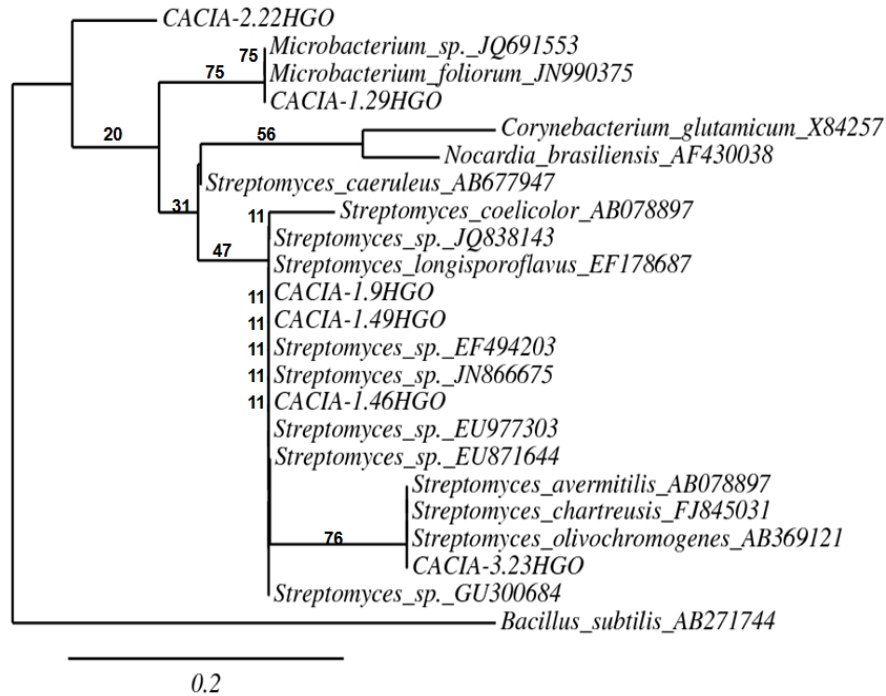 CACIA-2.22HGO
75 Microbacterium_sp._JQ691553
75 Microbacterium_foliorum_JN990375
CACIA-1.29HGO
Corynebacterium_glutamicum_X84257
20 56
Nocardia_brasiliensis_AF430038
Streptomyces_caeruleus_AB677947
31 11 Streptomyces_coelicolor_AB078897
Streptomyces_sp._JQ838143
47 Streptomyces_longisporoflavus_EF178687
11 CACIA-1.9HGO
11 CACIA-1.49HGO
11 Streptomyces_sp._EF494203
11 Streptomyces_sp._JN866675
11 CACIA-1.46HGO
Streptomyces_sp._EU977303
Streptomyces_sp._EU871644
Streptomyces_avermitilis_AB078897
Streptomyces_chartreusis_FJ845031
76 Streptomyces_olivochromogenes_AB369121
CACIA-3.23HGO
Streptomyces_sp._GU300684
Bacillus_subtilis_AB271744
0.2